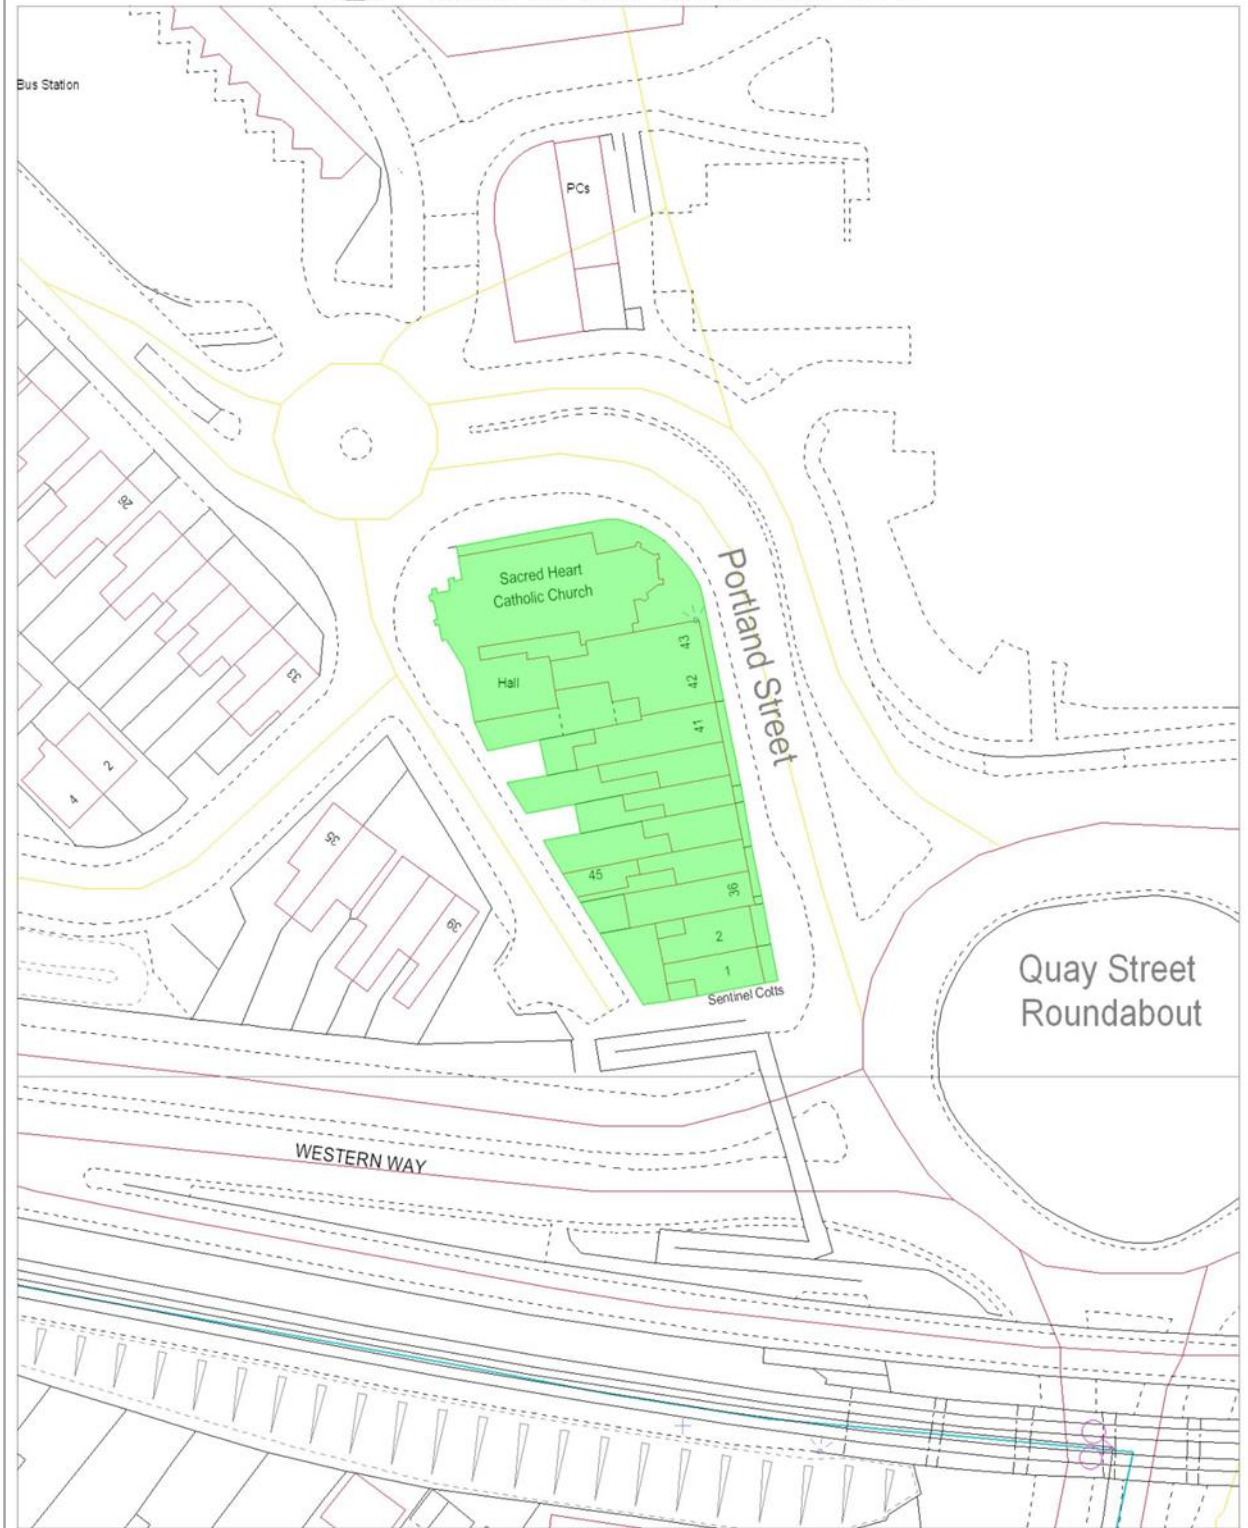 Bus Station
PCs
26
Sacred Heart
Catholic Church
Portland Street
43
33
Hall
42
41
2
4
35
45
36
39
2
1
Sentinel Cotts
Quay Street
Roundabout
WESTERN WAY